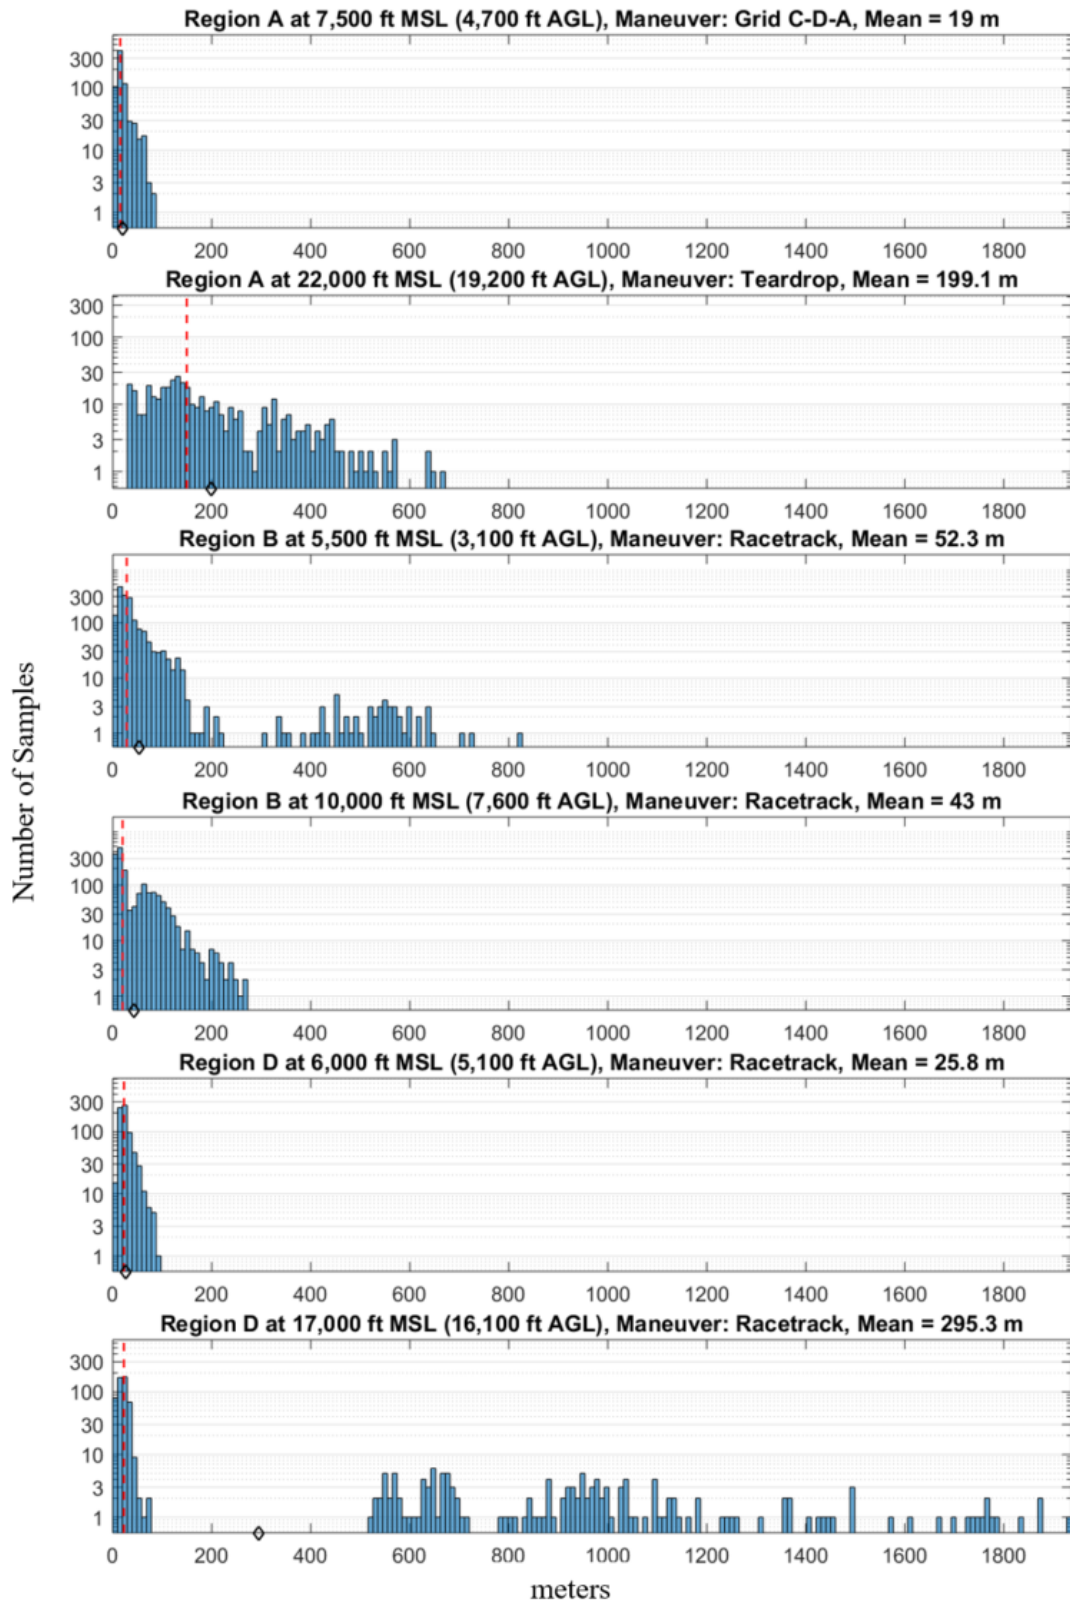 Region A at 7,500 ft MSL (4,700 ft AGL), Maneuver: Grid C-D-A, Mean = 19 m
300
100
30
10
3
1
0 200 400 600 800 1000 1200 1400 1600 1800
Region A at 22,000 ft MSL (19,200 ft AGL), Maneuver: Teardrop, Mean = 199.1 m
300
100
30
10
3
1
0 200 400 600 800 1000 1200 1400 1600 1800
Region B at 5,500 ft MSL (3,100 ft AGL), Maneuver: Racetrack, Mean = 52.3 m
300
100
30
10
3
1
0 200 400 600 800 1000 1200 1400 1600 1800
Number of Samples
Region B at 10,000 ft MSL (7,600 ft AGL), Maneuver: Racetrack, Mean = 43 m
300
100
30
10
3
1
0 200 400 600 800 1000 1200 1400 1600 1800
Region D at 6,000 ft MSL (5,100 ft AGL), Maneuver: Racetrack, Mean = 25.8 m
300
100
30
10
3
1
0 200 400 600 800 1000 1200 1400 1600 1800
Region D at 17,000 ft MSL (16,100 ft AGL), Maneuver: Racetrack, Mean = 295.3 m
300
100
30
10
3
1
0 200 400 600 800 1000 1200 1400 1600 1800
meters